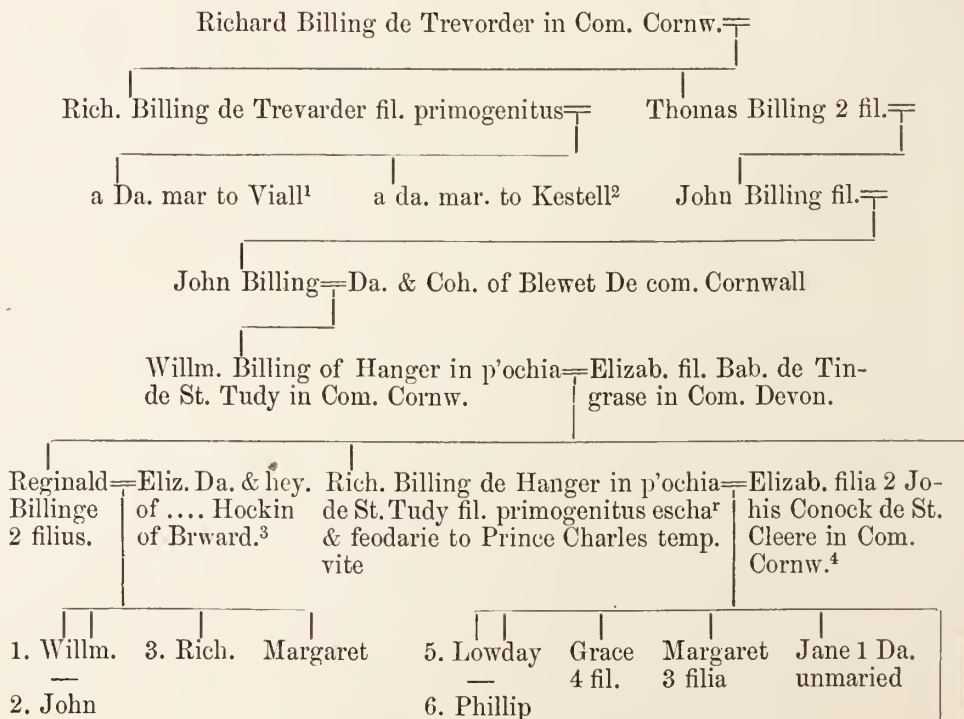 Richard Billing de Trevorder in Com. Cornw.
Rich. Billing de Trevarder fil. primogenitus
Thomas Billing 2 fil.
a Da. mar to Viall¹
a da. mar. to Kestell²
John Billing fil.
John Billing
Da. & Coh. of Blewet De com. Cornwall
Willm. Billing of Hanger in p'ochia
de St. Tudy in Com. Cornw.
Elizab. fil. Bab. de Tin-
grase in Com. Devon.
Reginald
Billinge
2 filius.
Eliz. Da. & hey.
of .... Hockin
of Brward.³
Rich. Billing de Hanger in p'ochia
de St. Tudy fil. primogenitus eschaʳ
& feodarie to Prince Charles temp.
vite
Elizab. filia 2 Jo-
his Conock de St.
Cleere in Com.
Cornw.⁴
1. Willm.
2. John
3. Rich.
Margaret
5. Lowday
6. Phillip
Grace
4 fil.
Margaret
3 filia
Jane 1 Da.
unmaried